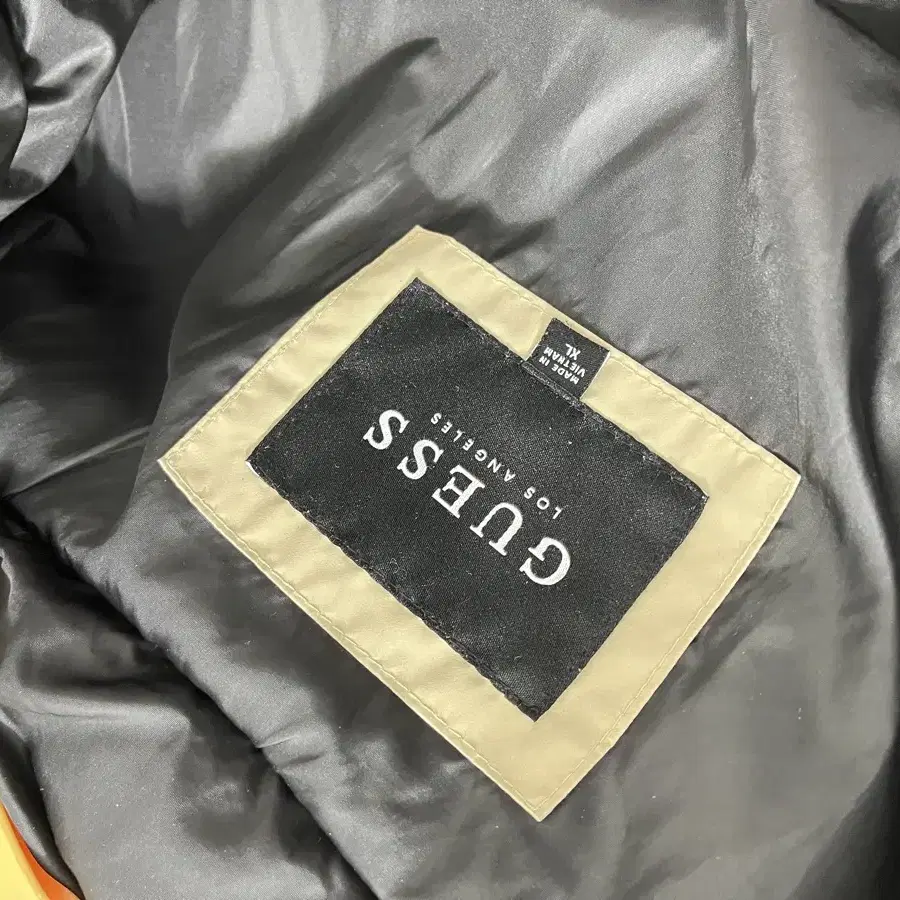 GUESS
LOS ANGELES
MADE IN
VIETNAM
XL